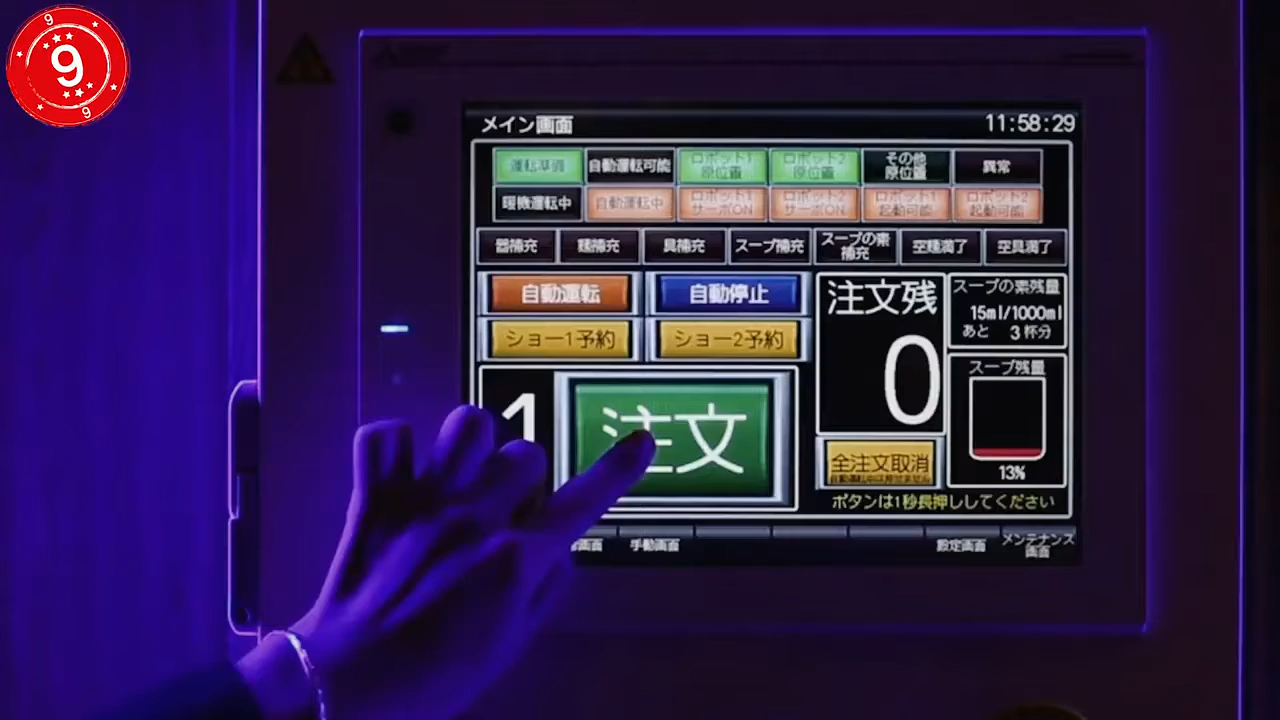 9
9
9
メイン画面
11:58:29
運転準備
自動運転可能
ロボット1
原位置
ロボット2
原位置
その他
原位置
異常
暖機運転中
自動運転中
ロボット1
サーボON
ロボット2
サーボON
ロボット1
起動可能
ロボット2
起動可能
器補充
麺補充
具補充
スープ補充
スープの素
補充
空麺満了
空具満了
自動運転
自動停止
ショー1予約
ショー2予約
注文残
0
スープの素残量
15ml/1000ml
あと 3杯分
スープ残量
13%
1
注文
全注文取消
ボタンは1秒長押ししてください
画面
手動画面
設定画面
メンテナンス
画面